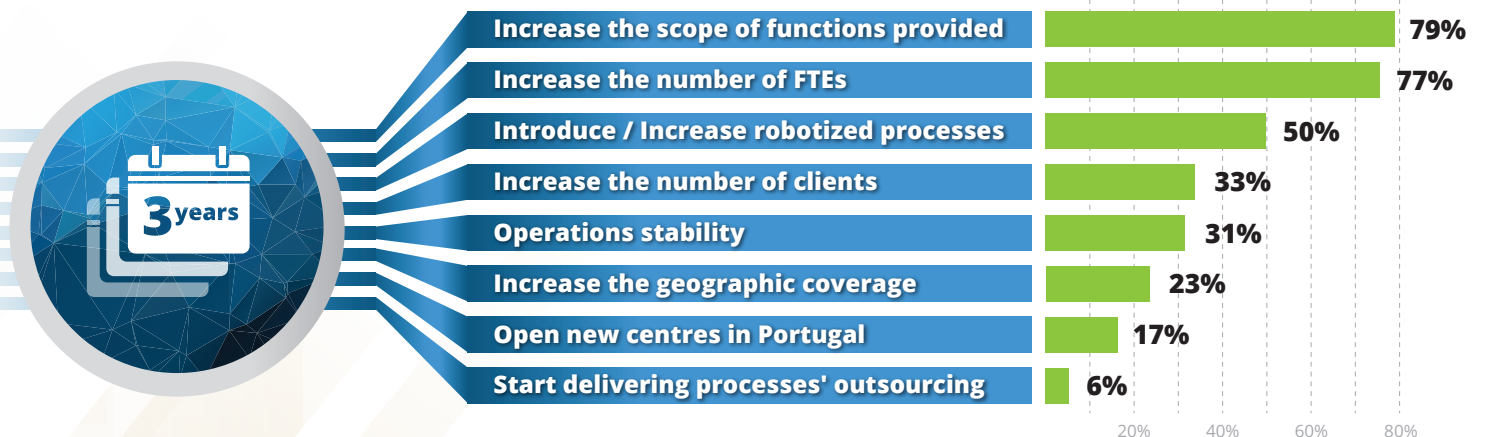 3 years
Increase the scope of functions provided 79%
Increase the number of FTEs 77%
Introduce / Increase robotized processes 50%
Increase the number of clients 33%
Operations stability 31%
Increase the geographic coverage 23%
Open new centres in Portugal 17%
Start delivering processes' outsourcing 6%
20% 40% 60% 80%